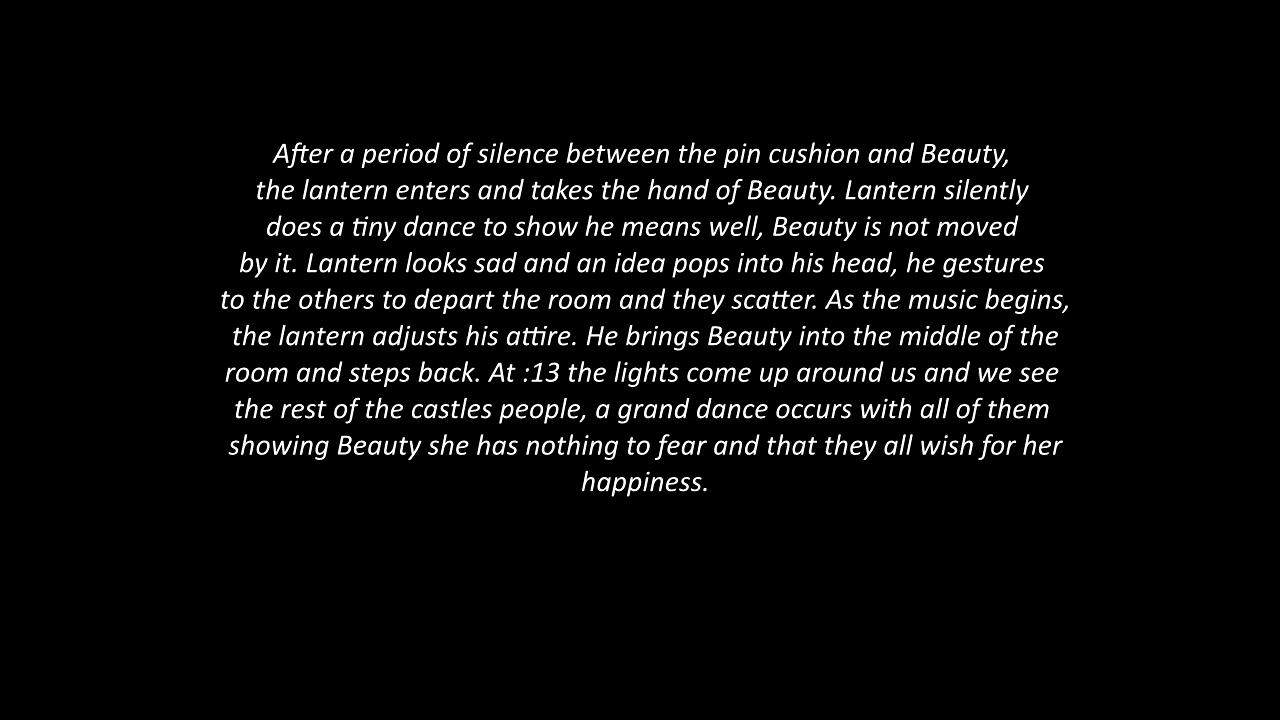 After a period of silence between the pin cushion and Beauty,
the lantern enters and takes the hand of Beauty. Lantern silently
does a tiny dance to show he means well, Beauty is not moved
by it. Lantern looks sad and an idea pops into his head, he gestures
to the others to depart the room and they scatter. As the music begins,
the lantern adjusts his attire. He brings Beauty into the middle of the
room and steps back. At :13 the lights come up around us and we see
the rest of the castles people, a grand dance occurs with all of them
showing Beauty she has nothing to fear and that they all wish for her
happiness.